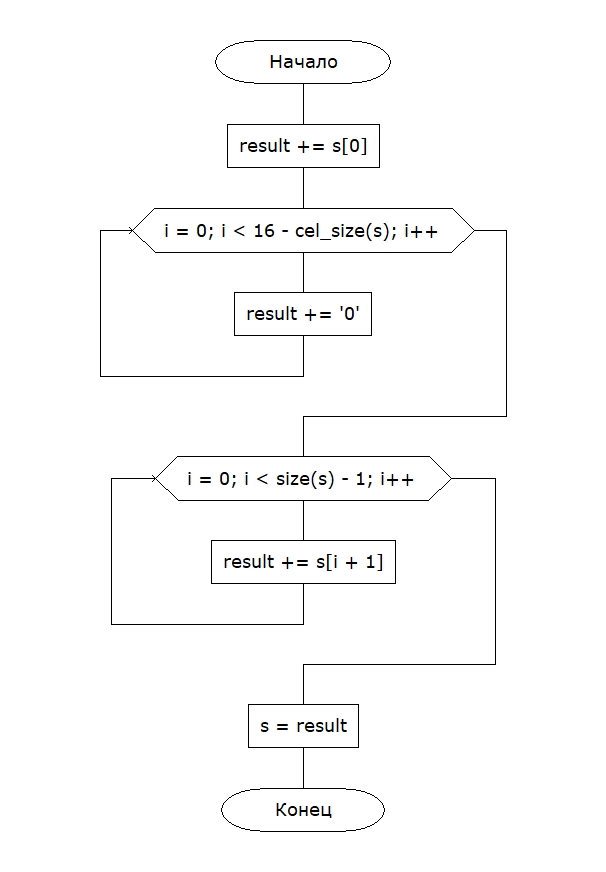 Начало
result += s[0]
i = 0; i < 16 - cel_size(s); i++
result += '0'
i = 0; i < size(s) - 1; i++
result += s[i + 1]
s = result
Конец